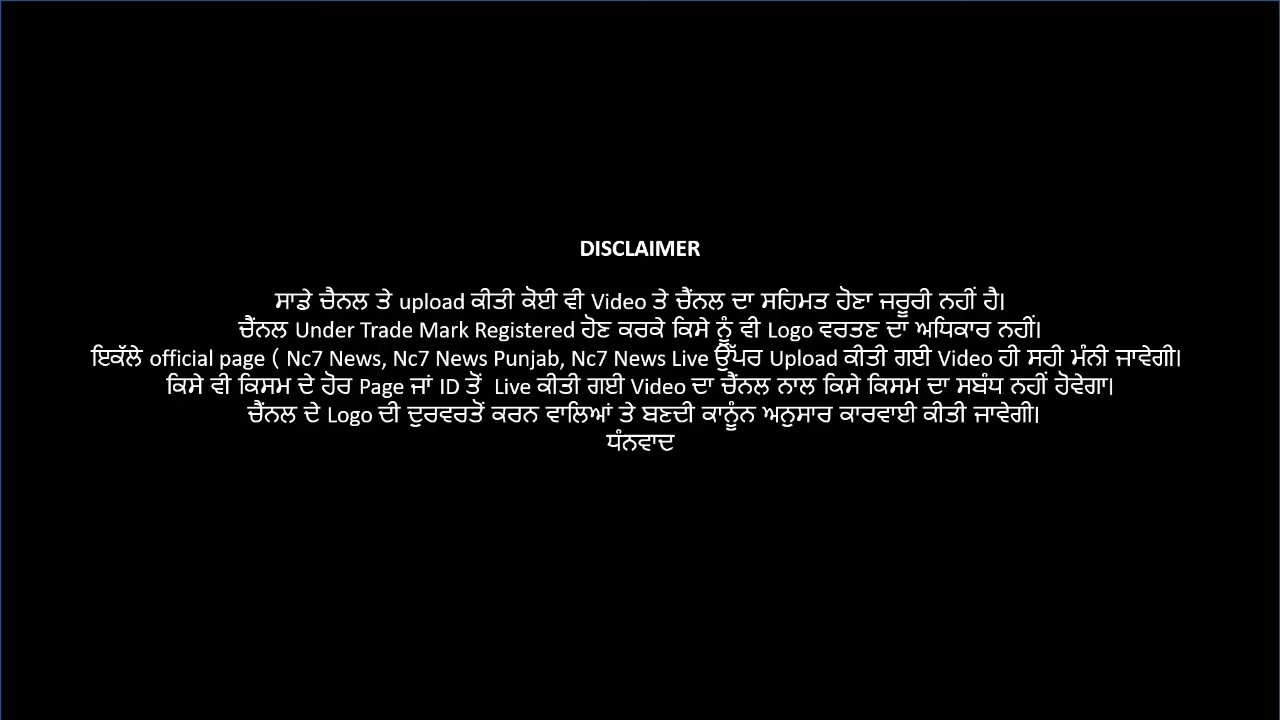 DISCLAIMER
ਸਾਡੇ ਚੈਨਲ ਤੇ upload ਕੀਤੀ ਕੋਈ ਵੀ Video ਤੇ ਚੈਂਨਲ ਦਾ ਸਹਿਮਤ ਹੋਣਾ ਜਰੂਰੀ ਨਹੀਂ ਹੈ।
ਚੈਂਨਲ Under Trade Mark Registered ਹੋਣ ਕਰਕੇ ਕਿਸੇ ਨੂੰ ਵੀ Logo ਵਰਤਣ ਦਾ ਅਧਿਕਾਰ ਨਹੀਂ।
ਇਕੱਲੇ official page ( Nc7 News, Nc7 News Punjab, Nc7 News Live ਉੱਪਰ Upload ਕੀਤੀ ਗਈ Video ਹੀ ਸਹੀ ਮੰਨੀ ਜਾਵੇਗੀ।
ਕਿਸੇ ਵੀ ਕਿਸਮ ਦੇ ਹੋਰ Page ਜਾਂ ID ਤੋਂ Live ਕੀਤੀ ਗਈ Video ਦਾ ਚੈਂਨਲ ਨਾਲ ਕਿਸੇ ਕਿਸਮ ਦਾ ਸਬੰਧ ਨਹੀਂ ਹੋਵੇਗਾ।
ਚੈਂਨਲ ਦੇ Logo ਦੀ ਦੁਰਵਰਤੋਂ ਕਰਨ ਵਾਲਿਆਂ ਤੇ ਬਣਦੀ ਕਾਨੂੰਨ ਅਨੁਸਾਰ ਕਾਰਵਾਈ ਕੀਤੀ ਜਾਵੇਗੀ।
ਧੰਨਵਾਦ